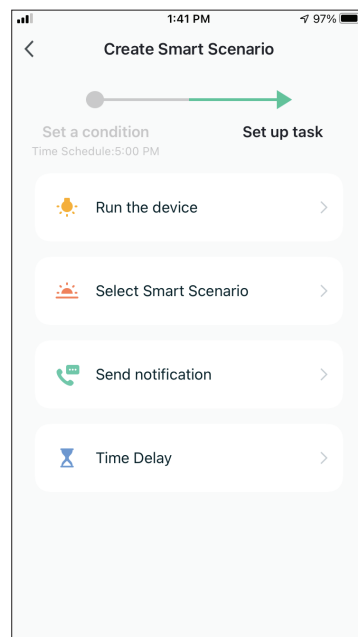 1:41 PM
97%
Create Smart Scenario
Set a condition
Set up task
Time Schedule:5:00 PM
Run the device
Select Smart Scenario
Send notification
Time Delay